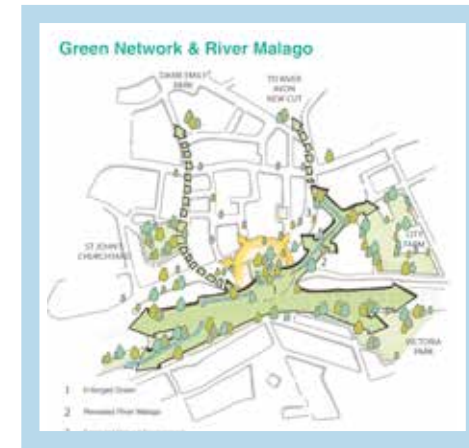 Green Network & River Malago
DAME EMILY
PARK
TO RIVER
AVON
NEW CUT
ST JOHN'S
CHURCHYARD
CITY
FARM
2
VICTORIA
PARK
1 Enlarged Green
2 Revealed River Malago